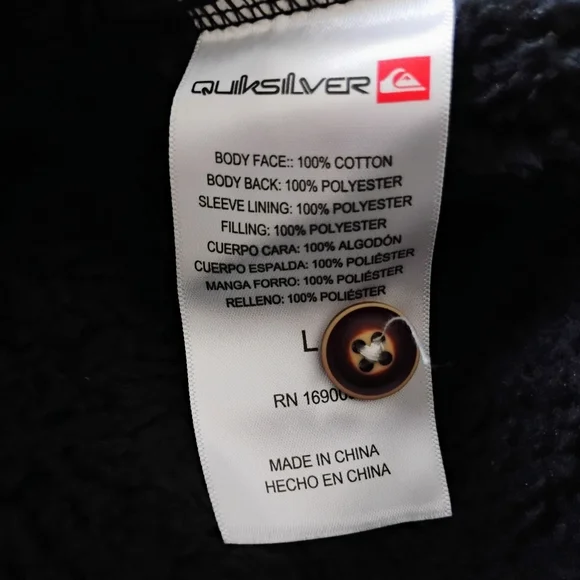 QUIKSILVER
BODY FACE:: 100% COTTON
BODY BACK: 100% POLYESTER
SLEEVE LINING: 100% POLYESTER
FILLING: 100% POLYESTER
CUERPO CARA: 100% ALGODÓN
CUERPO ESPALDA: 100% POLIÉSTER
MANGA FORRO: 100% POLIÉSTER
RELLENO: 100% POLIÉSTER
L
RN
MADE IN CHINA
HECHO EN CHINA